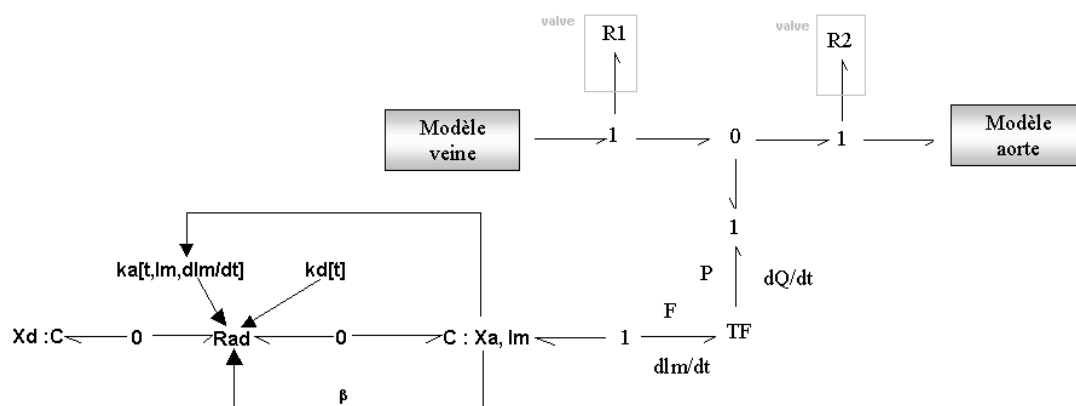 valve
R1
valve
R2
Modèle
veine
1
0
1
Modèle
aorte
1
ka[t,lm,dlm/dt]
kd[t]
P
dQ/dt
F
Xd :C
0
Rad
0
C : Xa, lm
1
TF
dlm/dt
β